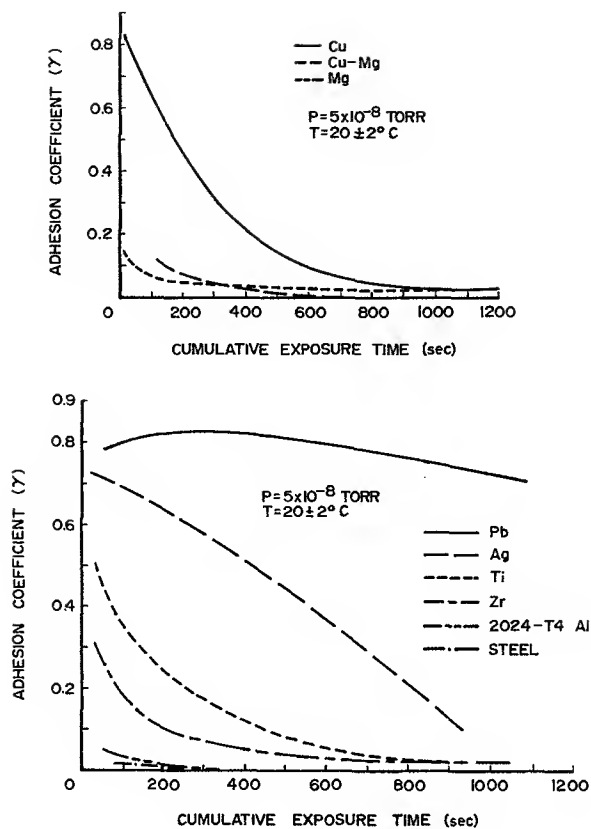 0.8
0.6
0.4
0.2
0
200
400
600
800
1000
1200
ADHESION COEFFICIENT (γ)
CUMULATIVE EXPOSURE TIME (sec)
Cu
Cu-Mg
Mg
P=5x10⁻⁸ TORR
T=20±2° C
0.9
0.8
0.7
0.6
0.4
0.2
0
200
400
600
800
1000
1200
ADHESION COEFFICIENT (γ)
CUMULATIVE EXPOSURE TIME (sec)
P=5x10⁻⁸ TORR
T=20±2° C
Pb
Ag
Ti
Zr
2024-T4 Al
STEEL